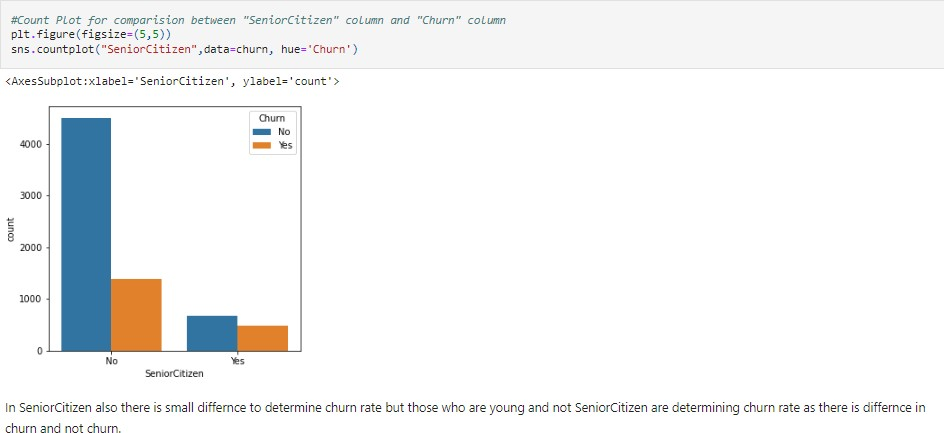 #Count Plot for comparision between "SeniorCitizen" column and "Churn" column
plt.figure(figsize=(5,5))
sns.countplot("SeniorCitizen",data=churn, hue='Churn')
<AxesSubplot:xlabel='SeniorCitizen', ylabel='count'>
Churn
No
Yes
4000
3000
2000
1000
0
count
No Yes
SeniorCitizen
In SeniorCitizen also there is small differnce to determine churn rate but those who are young and not SeniorCitizen are determining churn rate as there is differnce in
churn and not churn.